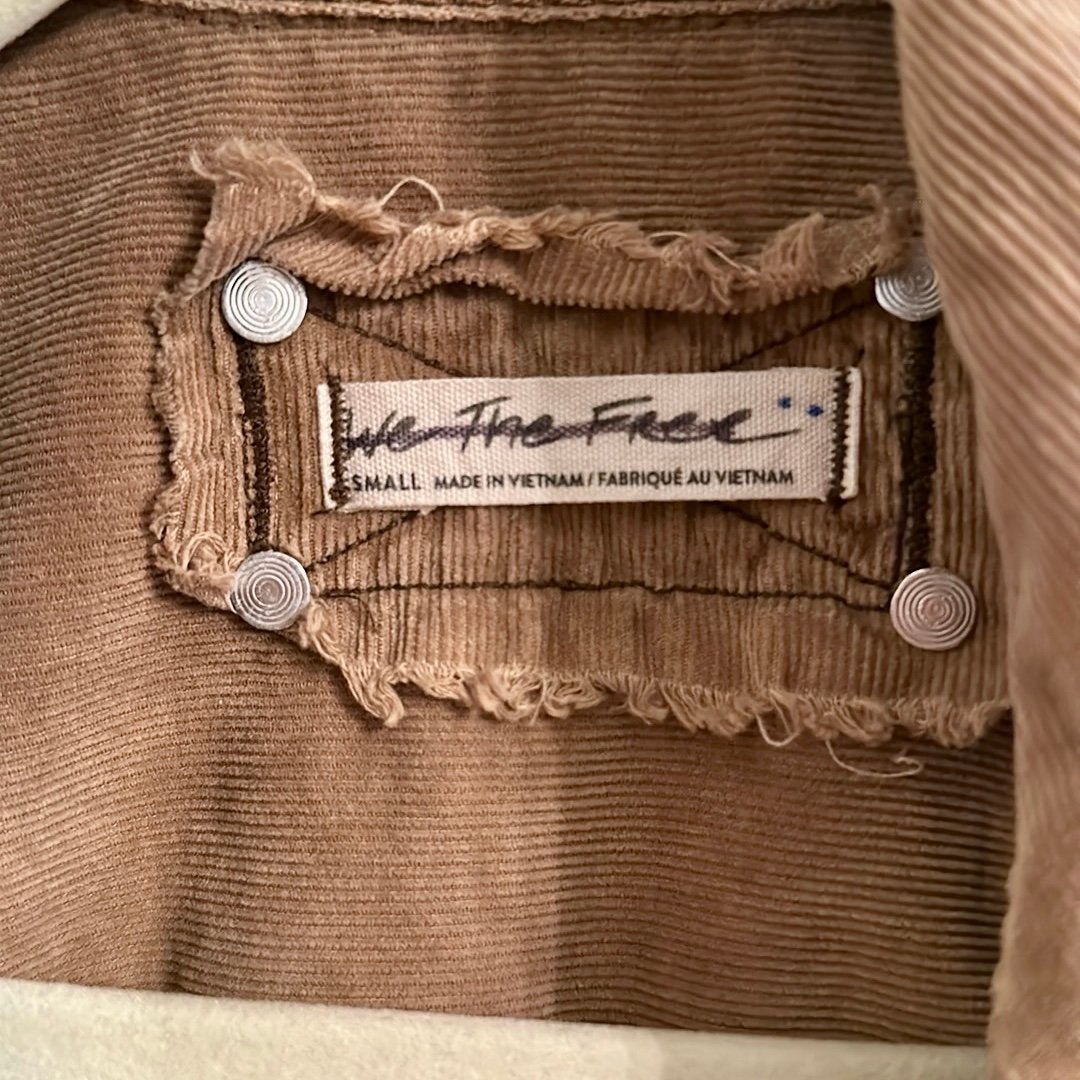 We The Free
SMALL MADE IN VIETNAM / FABRIQUÉ AU VIETNAM